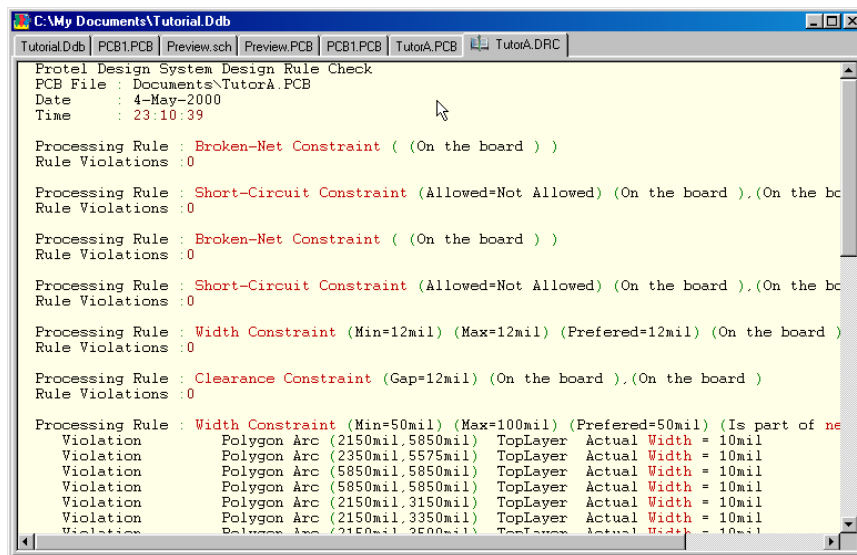 C:\My Documents\Tutorial.Ddb
Tutorial.Ddb PCB1.PCB Preview.sch Preview.PCB PCB1.PCB TutorA.PCB TutorA.DRC
Protel Design System Design Rule Check
PCB File : Documents\TutorA.PCB
Date : 4-May-2000
Time : 23:10:39
Processing Rule : Broken-Net Constraint ( (On the board ) )
Rule Violations :0
Processing Rule : Short-Circuit Constraint (Allowed=Not Allowed) (On the board ),(On the bo
Rule Violations :0
Processing Rule : Broken-Net Constraint ( (On the board ) )
Rule Violations :0
Processing Rule : Short-Circuit Constraint (Allowed=Not Allowed) (On the board ),(On the bo
Rule Violations :0
Processing Rule : Width Constraint (Min=12mil) (Max=12mil) (Prefered=12mil) (On the board )
Rule Violations :0
Processing Rule : Clearance Constraint (Gap=12mil) (On the board ),(On the board )
Rule Violations :0
Processing Rule : Width Constraint (Min=50mil) (Max=100mil) (Prefered=50mil) (Is part of ne
Violation Polygon Arc (2150mil,5850mil) TopLayer Actual Width = 10mil
Violation Polygon Arc (2350mil,5575mil) TopLayer Actual Width = 10mil
Violation Polygon Arc (5850mil,5850mil) TopLayer Actual Width = 10mil
Violation Polygon Arc (5850mil,5850mil) TopLayer Actual Width = 10mil
Violation Polygon Arc (2150mil,3150mil) TopLayer Actual Width = 10mil
Violation Polygon Arc (2150mil,3350mil) TopLayer Actual Width = 10mil
Violation Polygon Arc (2150mil,3500mil) TopLayer Actual Width = 10mil